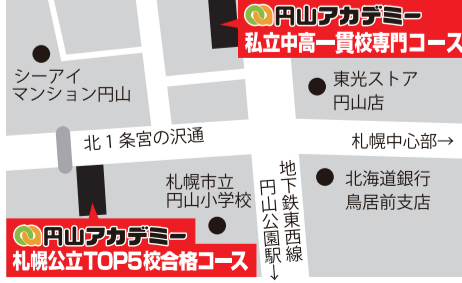 円山アカデミー
私立中高一貫校専門コース
シーアイ
マンション円山
東光ストア
円山店
北1条宮の沢通
札幌中心部→
札幌市立
円山小学校
地下鉄東西線
円山公園駅→
北海道銀行
鳥居前支店
円山アカデミー
札幌公立TOP5校合格コース